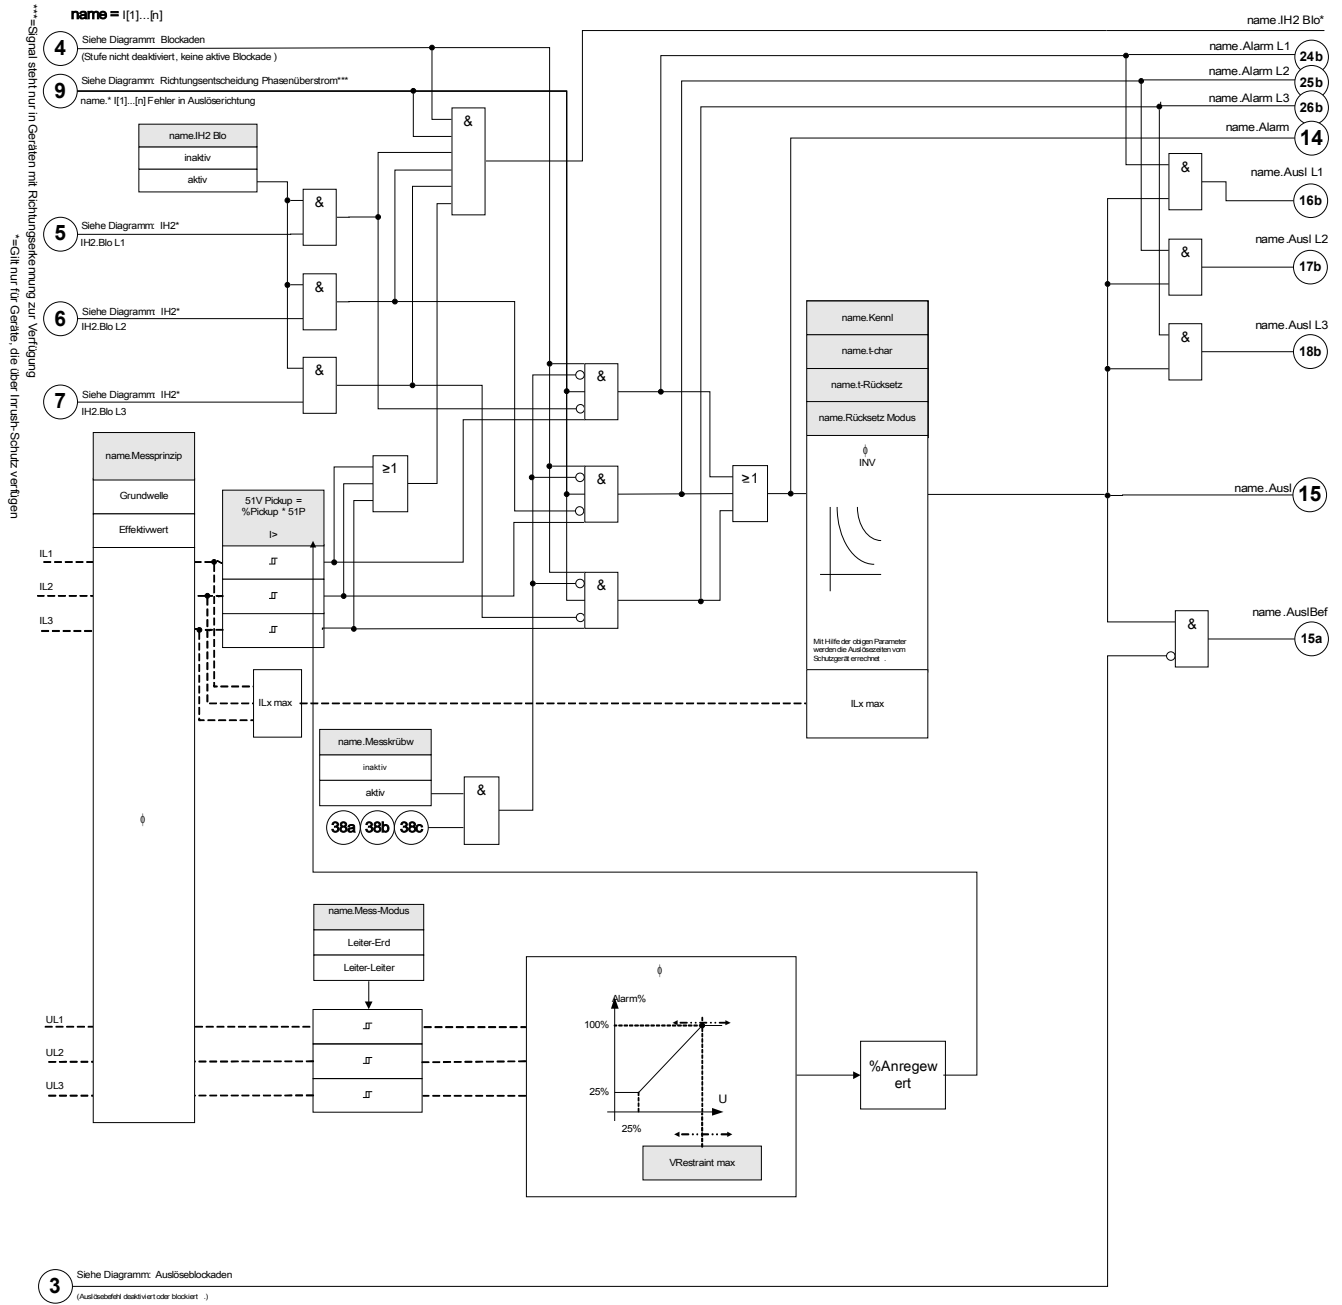 name = I[1]...[n]
***=Signal steht nur in Geräten mit Richtungserkennung zur Verfügung
*=Gilt nur für Geräte, die über Inrush-Schutz verfügen
4
Siehe Diagramm: Blockaden
(Stufe nicht deaktiviert, keine aktive Blockade )
9
Siehe Diagramm: Richtungsentscheidung Phasenüberstrom***
name.* I[1]...[n] Fehler in Auslöserichtung
name.IH2 Blo
inaktiv
aktiv
5
Siehe Diagramm: IH2*
IH2.Blo L1
6
Siehe Diagramm: IH2*
IH2.Blo L2
7
Siehe Diagramm: IH2*
IH2.Blo L3
&
&
&
&
name.IH2 Blo*
name.Alarm L1
24b
name.Alarm L2
25b
name.Alarm L3
26b
name.Alarm
14
&
name.Ausl L1
16b
&
name.Ausl L2
17b
&
name.Ausl L3
18b
name.Messprinzip
Grundwelle
Effektivwert
ϕ
IL1
IL2
IL3
51V Pickup =
%Pickup * 51P
I>
≥1
&
&
&
≥1
name.Kennl
name.t-char
name.t-Rücksetz
name.Rücksetz Modus
ϕ
INV
Mit Hilfe der obigen Parameter
werden die Auslösezeiten vom
Schutzgerät errechnet .
ILx max
name.Ausl
15
&
name.AuslBef
15a
ILx max
name.Messkrübw
inaktiv
aktiv
38a
38b
38c
&
name.Mess-Modus
Leiter-Erd
Leiter-Leiter
UL1
UL2
UL3
ϕ
Alarm%
100%
25%
U
25%
VRestraint max
%Anregew
ert
3
Siehe Diagramm: Auslöseblockaden
(Auslösebefehl deaktiviert oder blockiert .)